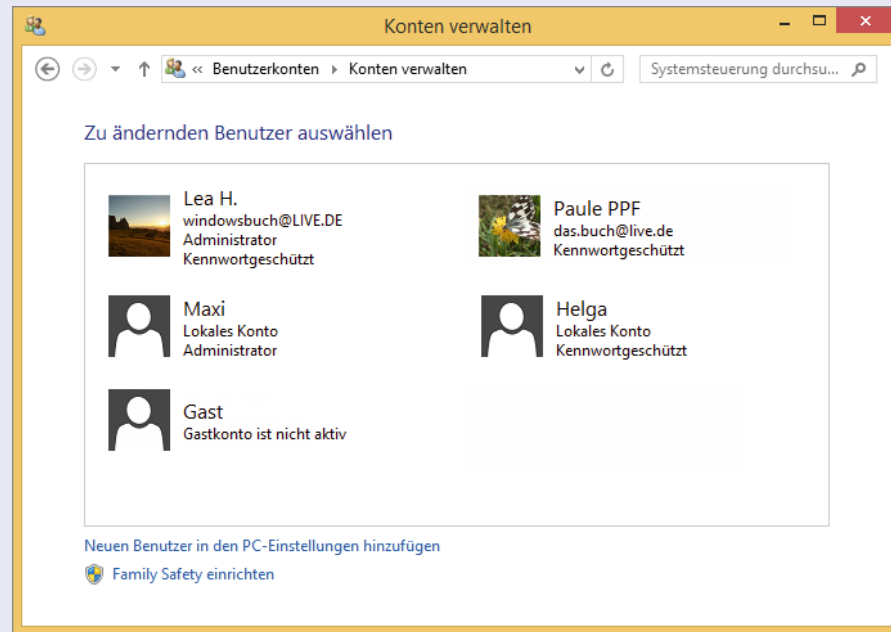 Konten verwalten
« Benutzerkonten Konten verwalten
Systemsteuerung durchsu...
Zu ändernden Benutzer auswählen
Lea H.
windowsbuch@LIVE.DE
Administrator
Kennwortgeschützt
Paule PPF
das.buch@live.de
Kennwortgeschützt
Maxi
Lokales Konto
Administrator
Helga
Lokales Konto
Kennwortgeschützt
Gast
Gastkonto ist nicht aktiv
Neuen Benutzer in den PC-Einstellungen hinzufügen
Family Safety einrichten